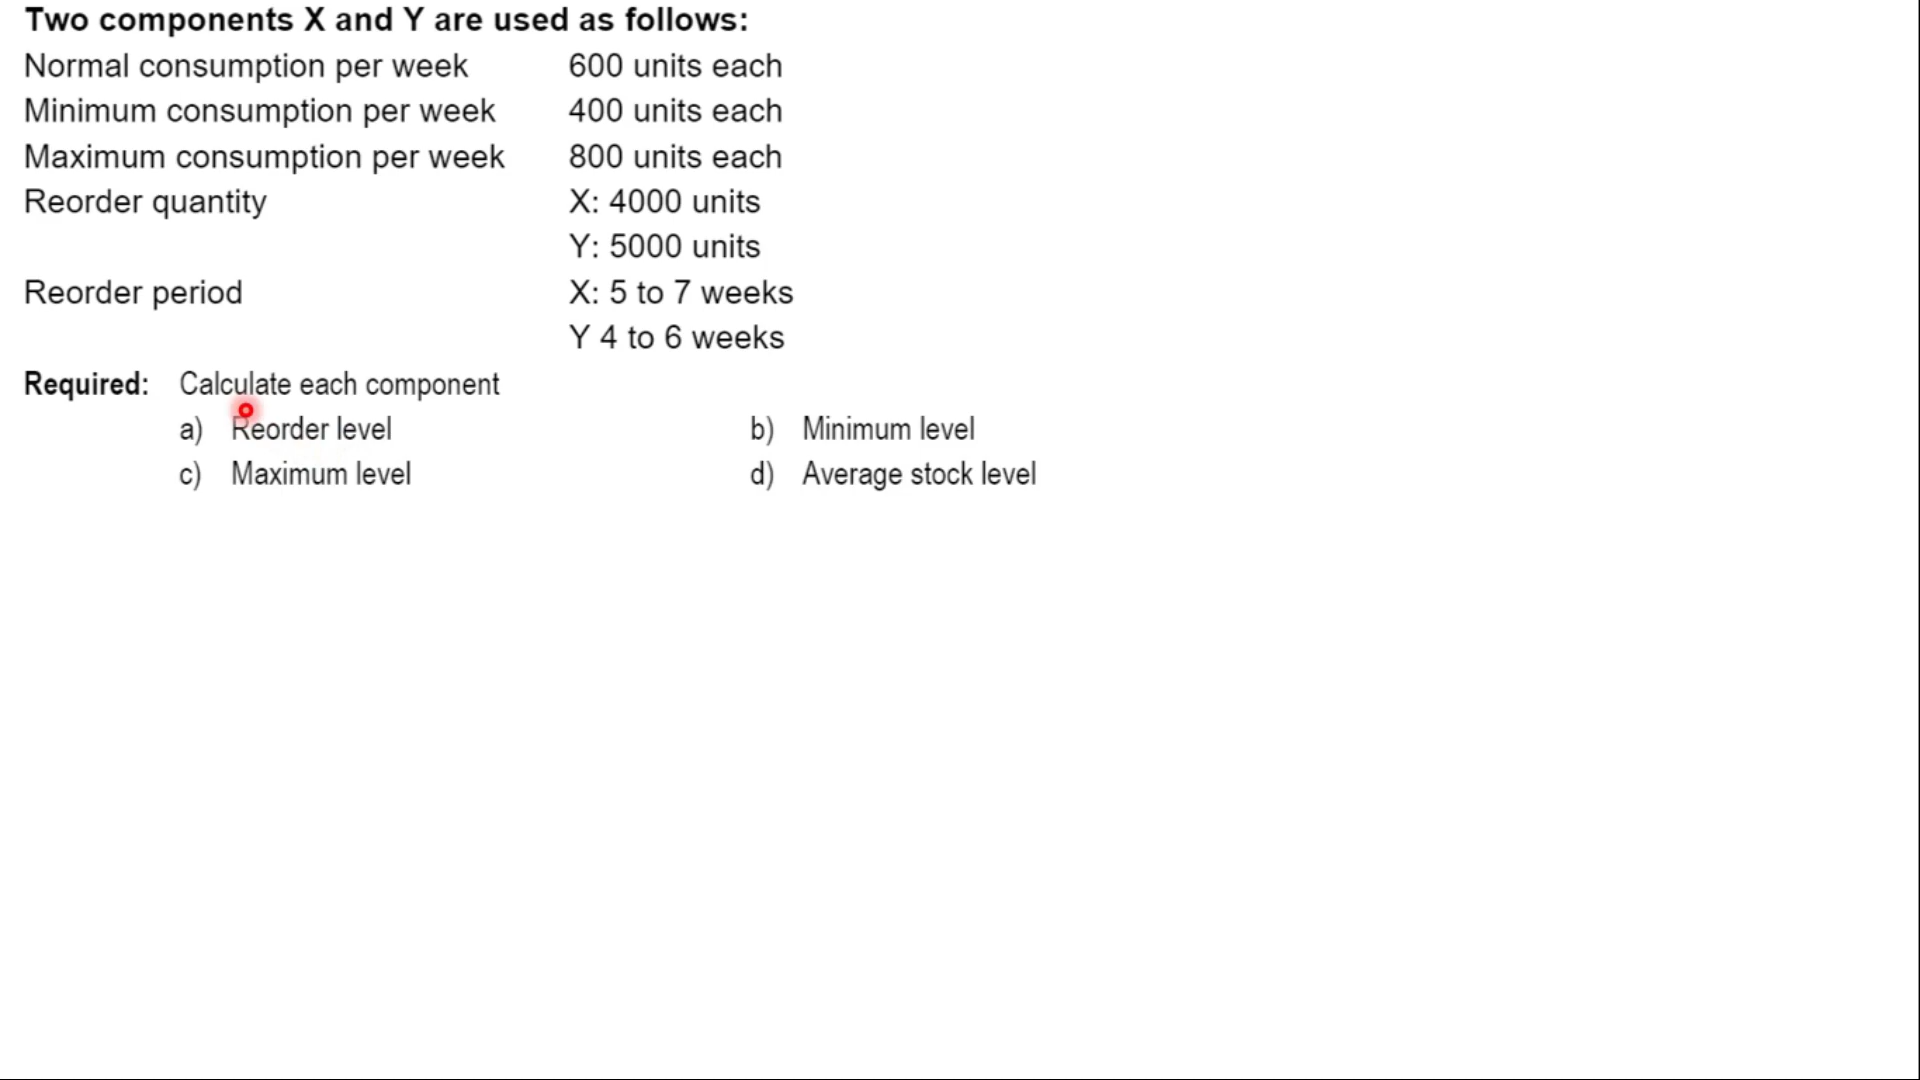 Two components X and Y are used as follows:
Normal consumption per week 600 units each
Minimum consumption per week 400 units each
Maximum consumption per week 800 units each
Reorder quantity X: 4000 units
Y: 5000 units
Reorder period X: 5 to 7 weeks
Y 4 to 6 weeks
Required: Calculate each component
a) Reorder level b) Minimum level
c) Maximum level d) Average stock level